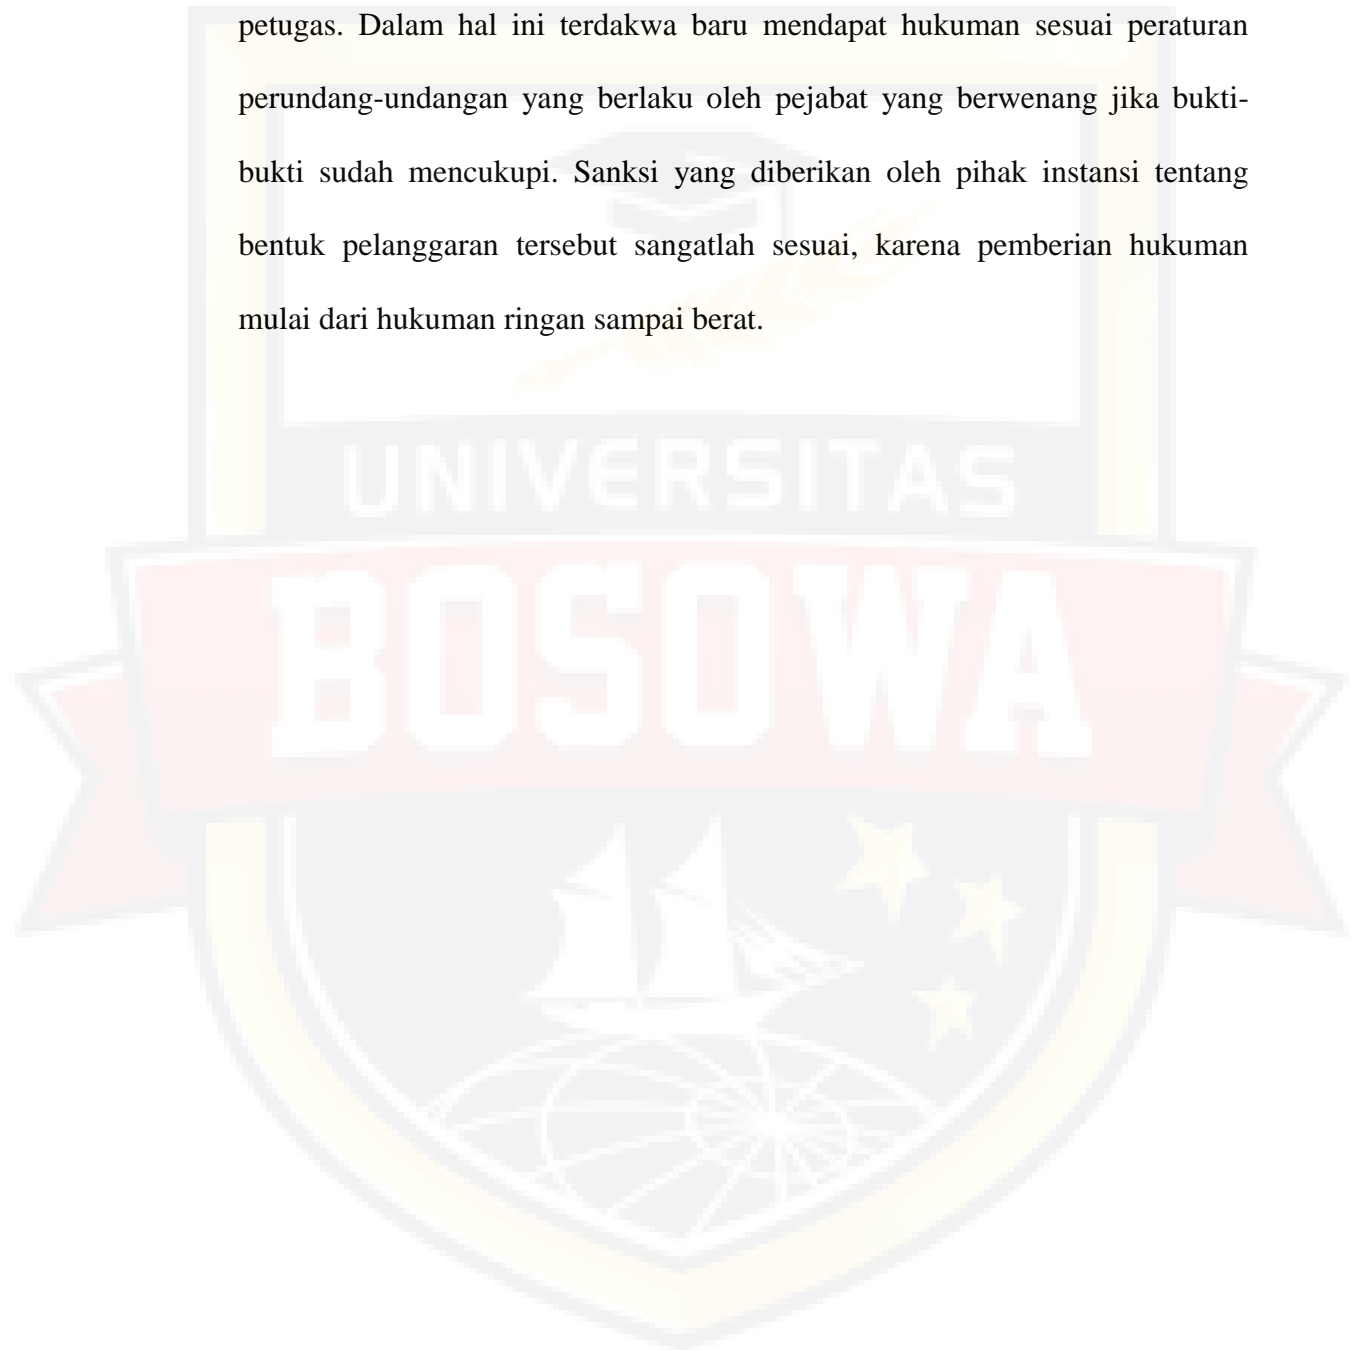 petugas. Dalam hal ini terdakwa baru mendapat hukuman sesuai peraturan
perundang-undangan yang berlaku oleh pejabat yang berwenang jika bukti-
bukti sudah mencukupi. Sanksi yang diberikan oleh pihak instansi tentang
bentuk pelanggaran tersebut sangatlah sesuai, karena pemberian hukuman
mulai dari hukuman ringan sampai berat.
UNIVERSITAS
BOSOWA